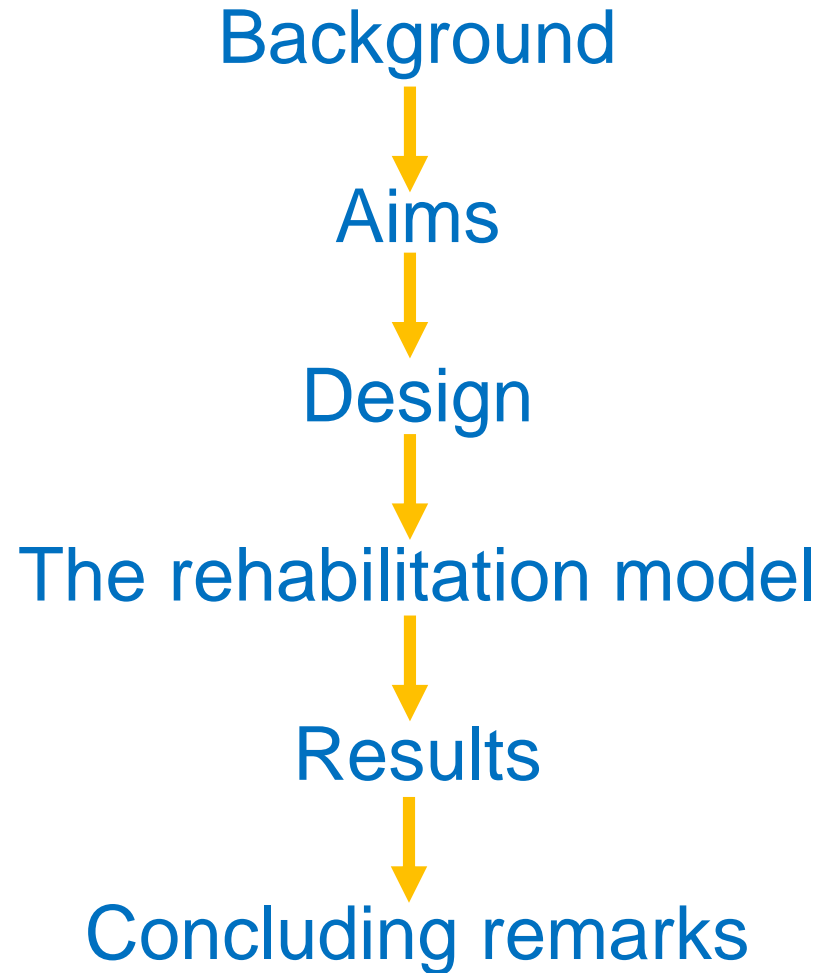 Background
Aims
Design
The rehabilitation model
Results
Concluding remarks